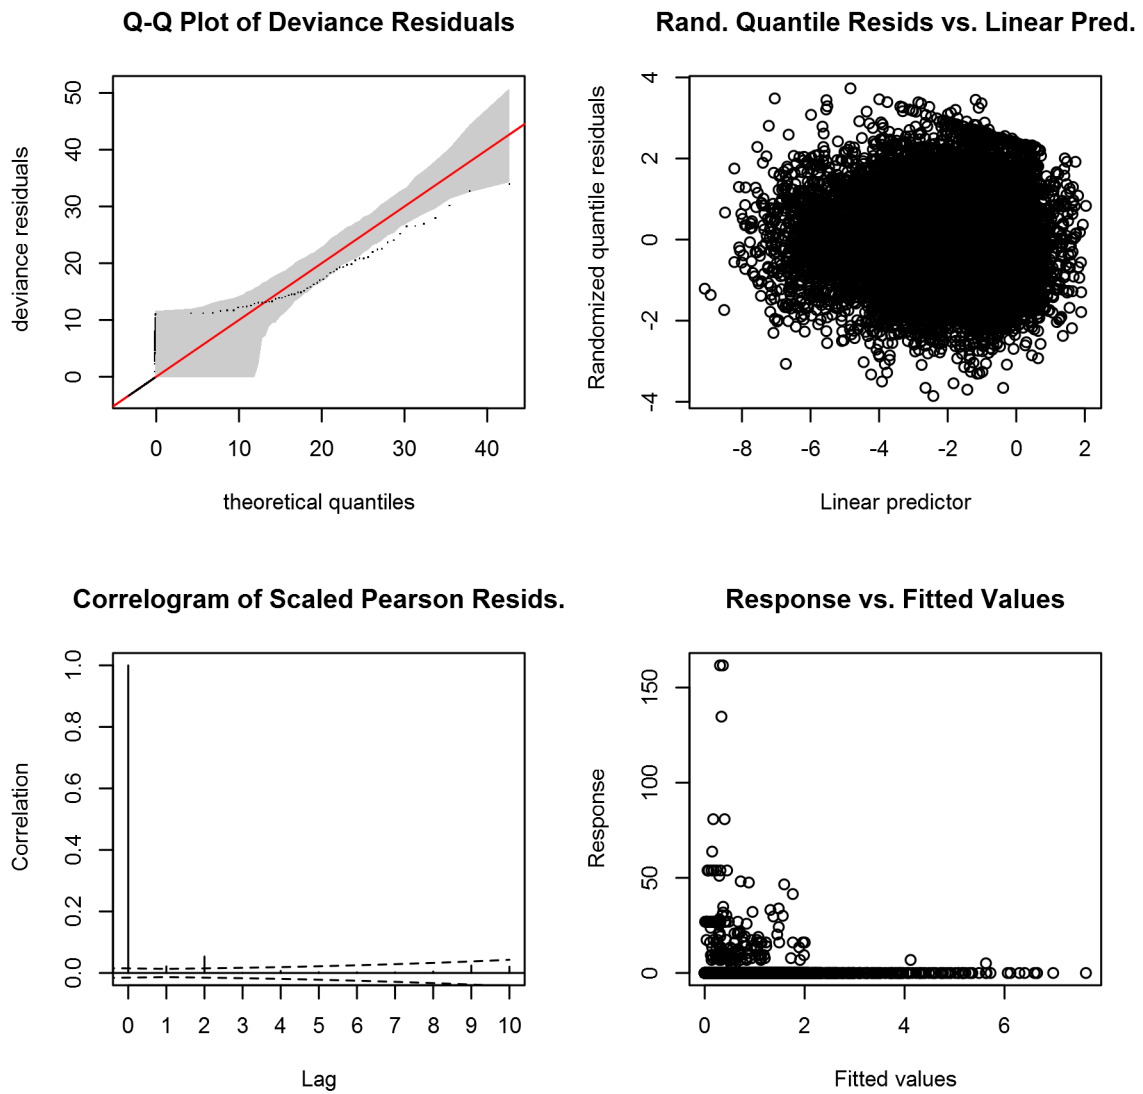 Q-Q Plot of Deviance Residuals
deviance residuals
50
40
30
20
10
0
0 10 20 30 40
theoretical quantiles
Rand. Quantile Resids vs. Linear Pred.
Randomized quantile residuals
4
2
0
-2
-4
-8 -6 -4 -2 0 2
Linear predictor
Correlogram of Scaled Pearson Resids.
Correlation
1.0
0.8
0.6
0.4
0.2
0.0
0 1 2 3 4 5 6 7 8 9 10
Lag
Response vs. Fitted Values
Response
150
100
50
0
0 2 4 6
Fitted values